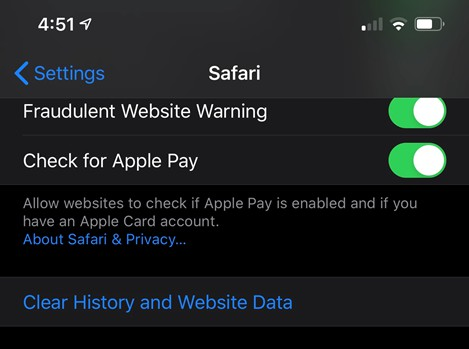 4:51
Settings
Safari
Fraudulent Website Warning
Check for Apple Pay
Allow websites to check if Apple Pay is enabled and if you
have an Apple Card account.
About Safari & Privacy...
Clear History and Website Data